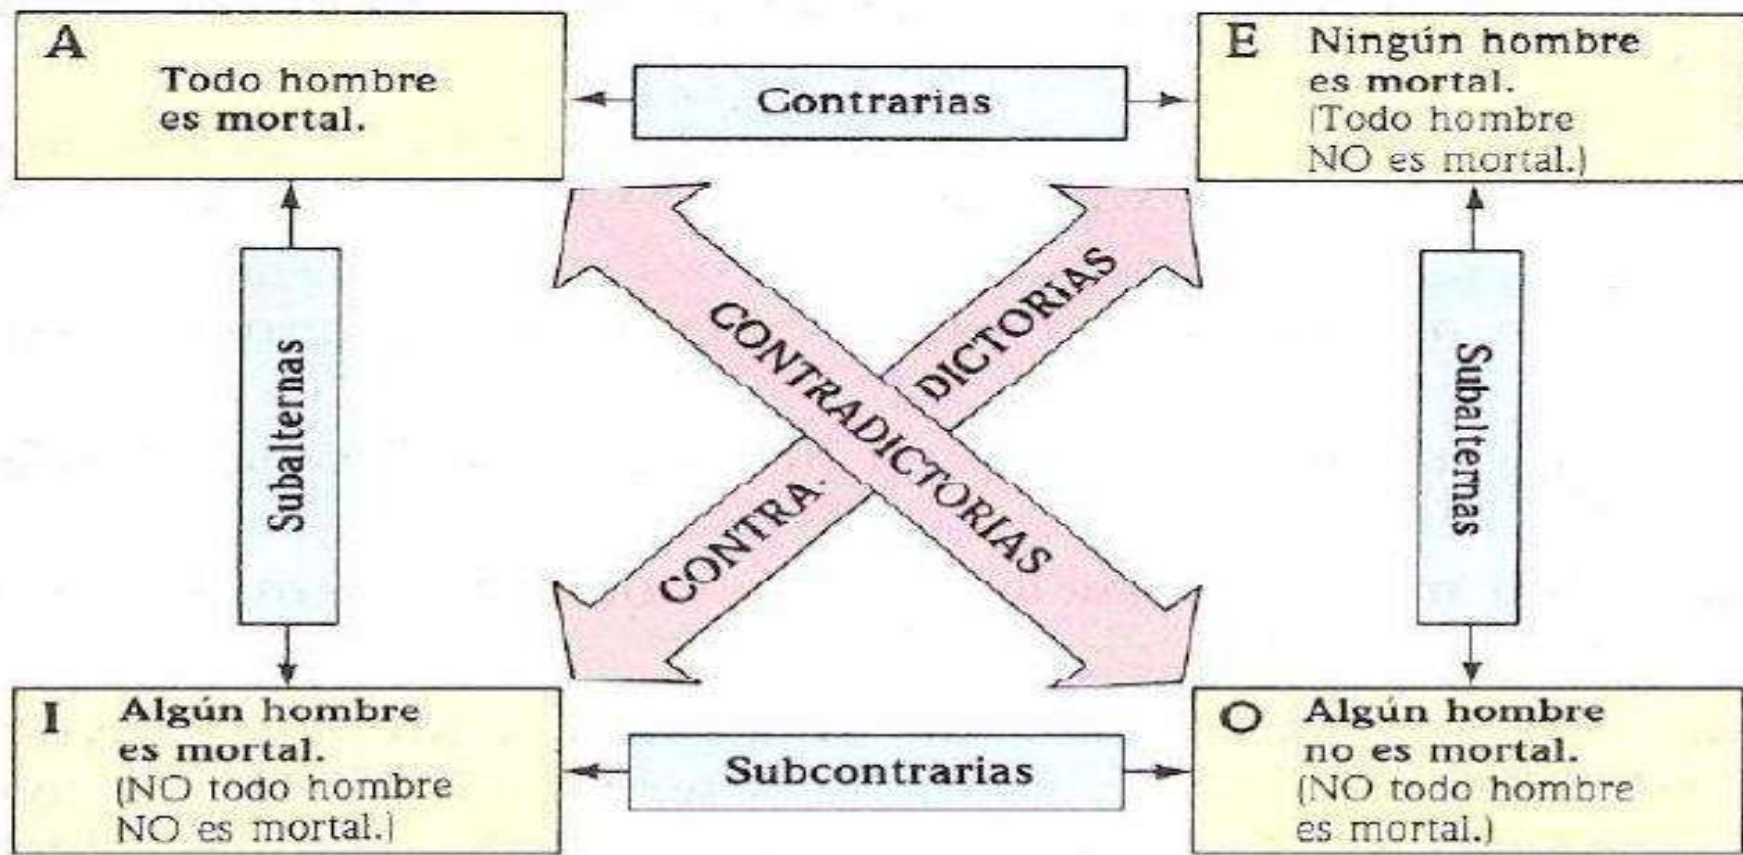 A
Todo hombre
es mortal.
Contrarias
E Ningún hombre
es mortal.
(Todo hombre
NO es mortal.)
Subalternas
CONTRADICTORIAS
CONTRA-
DICTORIAS
Subalternas
I Algún hombre
es mortal.
(NO todo hombre
NO es mortal.)
Subcontrarias
O Algún hombre
no es mortal.
(NO todo hombre
es mortal.)